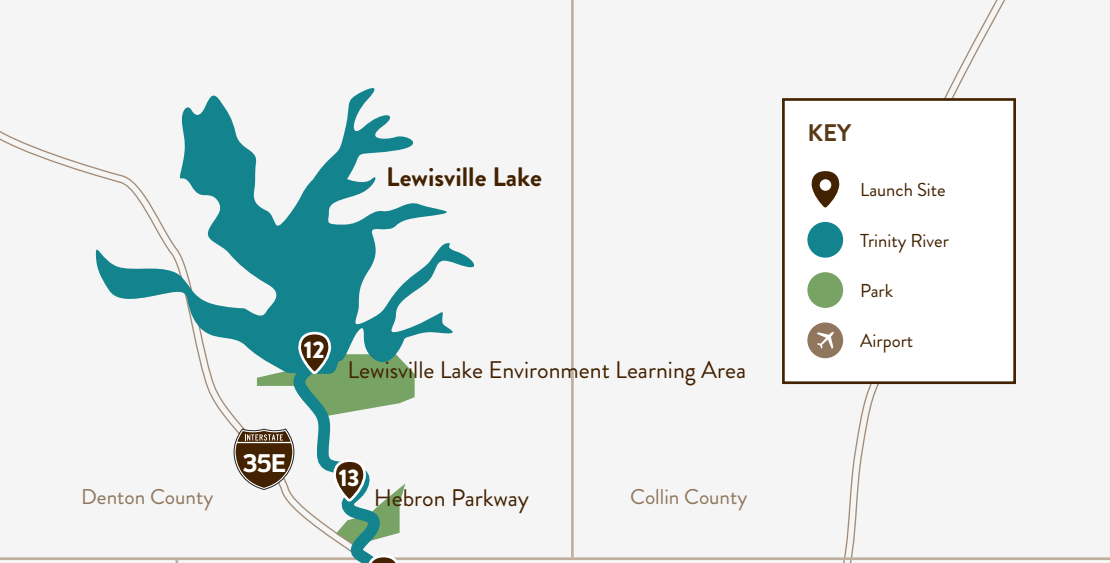 KEY
Launch Site
Trinity River
Park
Airport
Lewisville Lake
12
Lewisville Lake Environment Learning Area
INTERSTATE
35E
13
Hebron Parkway
Denton County
Collin County